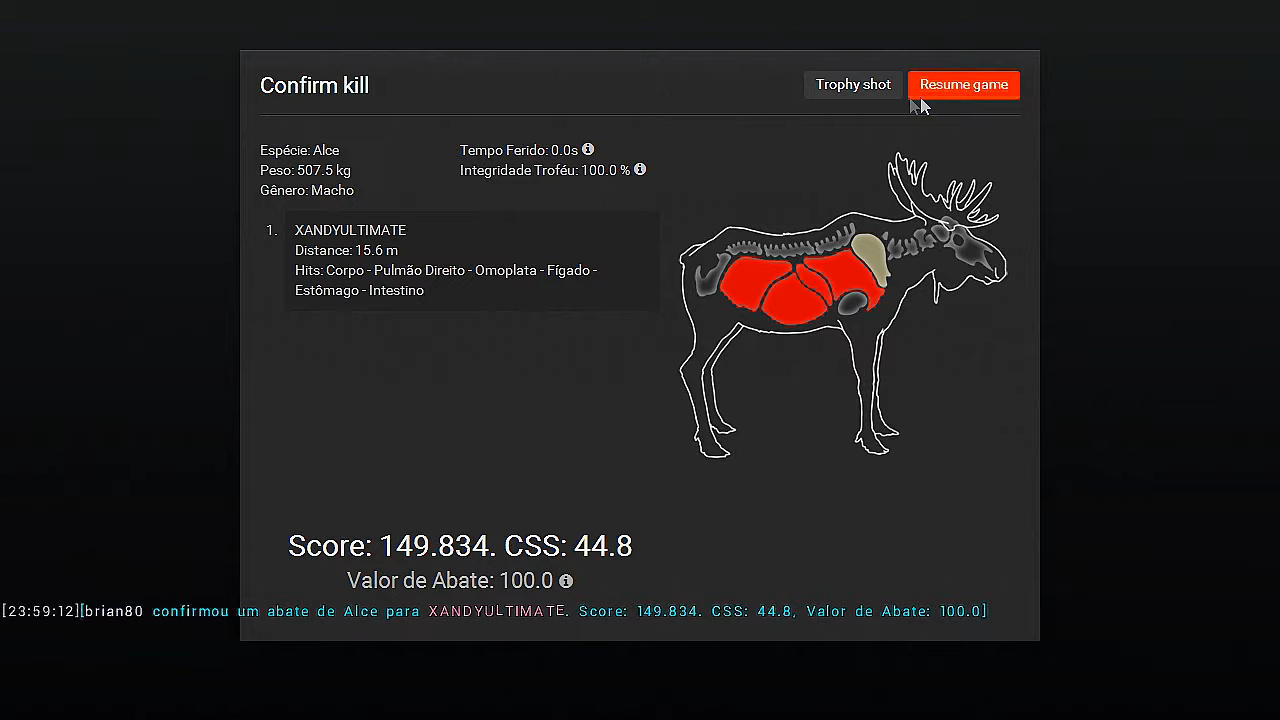 Confirm kill
Trophy shot
Resume game
Espécie: Alce
Peso: 507.5 kg
Gênero: Macho
Tempo Ferido: 0.0s
Integridade Troféu: 100.0 %
1. XANDYULTIMATE
Distance: 15.6 m
Hits: Corpo - Pulmão Direito - Omoplata - Fígado -
Estômago - Intestino
Score: 149.834. CSS: 44.8
Valor de Abate: 100.0
[23:59:12][brian80 confirmou um abate de Alce para XANDYULTIMATE. Score: 149.834. CSS: 44.8, Valor de Abate: 100.0]